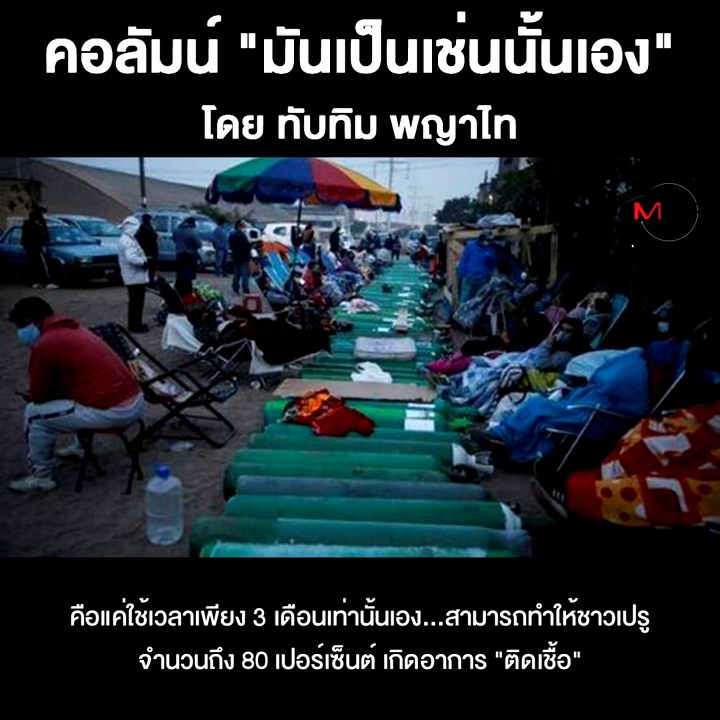 คอลัมน์ "มันเป็นเช่นนั้นเอง"
โดย ทับทิม พญาไท
M
คือแค่ใช้เวลาเพียง 3 เดือนเท่านั้นเอง...สามารถทำให้ชาวเปรู
จำนวนถึง 80 เปอร์เซ็นต์ เกิดอาการ "ติดเชื้อ"